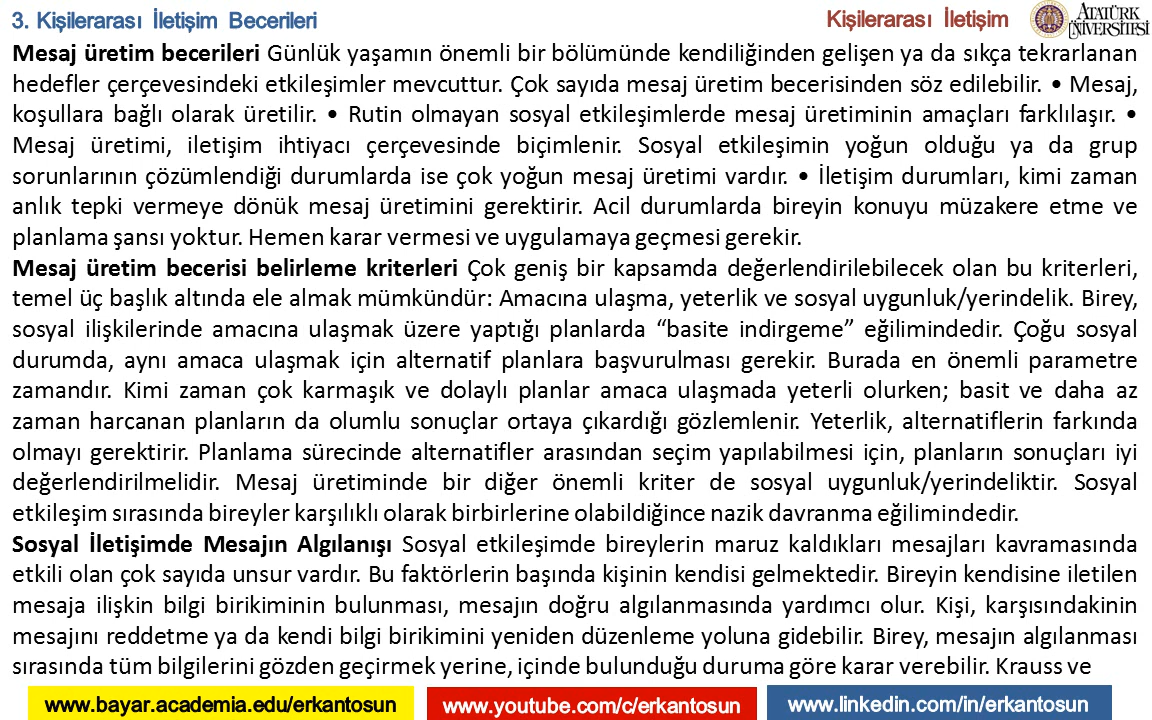 3. Kişilerarası İletişim Becerileri
Kişilerarası İletişim
ATATÜRK
ÜNİVERSİTESİ
Mesaj üretim becerileri Günlük yaşamın önemli bir bölümünde kendiliğinden gelişen ya da sıkça tekrarlanan
hedefler çerçevesindeki etkileşimler mevcuttur. Çok sayıda mesaj üretim becerisinden söz edilebilir. • Mesaj,
koşullara bağlı olarak üretilir. • Rutin olmayan sosyal etkileşimlerde mesaj üretiminin amaçları farklılaşır. •
Mesaj üretimi, iletişim ihtiyacı çerçevesinde biçimlenir. Sosyal etkileşimin yoğun olduğu ya da grup
sorunlarının çözümlendiği durumlarda ise çok yoğun mesaj üretimi vardır. • İletişim durumları, kimi zaman
anlık tepki vermeye dönük mesaj üretimini gerektirir. Acil durumlarda bireyin konuyu müzakere etme ve
planlama şansı yoktur. Hemen karar vermesi ve uygulamaya geçmesi gerekir.
Mesaj üretim becerisi belirleme kriterleri Çok geniş bir kapsamda değerlendirilebilecek olan bu kriterleri,
temel üç başlık altında ele almak mümkündür: Amacına ulaşma, yeterlik ve sosyal uygunluk/yerindelik. Birey,
sosyal ilişkilerinde amacına ulaşmak üzere yaptığı planlarda “basite indirgeme” eğilimindedir. Çoğu sosyal
durumda, aynı amaca ulaşmak için alternatif planlara başvurulması gerekir. Burada en önemli parametre
zamandır. Kimi zaman çok karmaşık ve dolaylı planlar amaca ulaşmada yeterli olurken; basit ve daha az
zaman harcanan planların da olumlu sonuçlar ortaya çıkardığı gözlemlenir. Yeterlik, alternatiflerin farkında
olmayı gerektirir. Planlama sürecinde alternatifler arasından seçim yapılabilmesi için, planların sonuçları iyi
değerlendirilmelidir. Mesaj üretiminde bir diğer önemli kriter de sosyal uygunluk/yerindeliktir. Sosyal
etkileşim sırasında bireyler karşılıklı olarak birbirlerine olabildiğince nazik davranma eğilimindedir.
Sosyal İletişimde Mesajın Algılanışı Sosyal etkileşimde bireylerin maruz kaldıkları mesajları kavramasında
etkili olan çok sayıda unsur vardır. Bu faktörlerin başında kişinin kendisi gelmektedir. Bireyin kendisine iletilen
mesaja ilişkin bilgi birikiminin bulunması, mesajın doğru algılanmasında yardımcı olur. Kişi, karşısındakinin
mesajını reddetme ya da kendi bilgi birikimini yeniden düzenleme yoluna gidebilir. Birey, mesajın algılanması
sırasında tüm bilgilerini gözden geçirmek yerine, içinde bulunduğu duruma göre karar verebilir. Krauss ve
www.bayar.academia.edu/erkantosun
www.youtube.com/c/erkantosun
www.linkedin.com/in/erkantosun